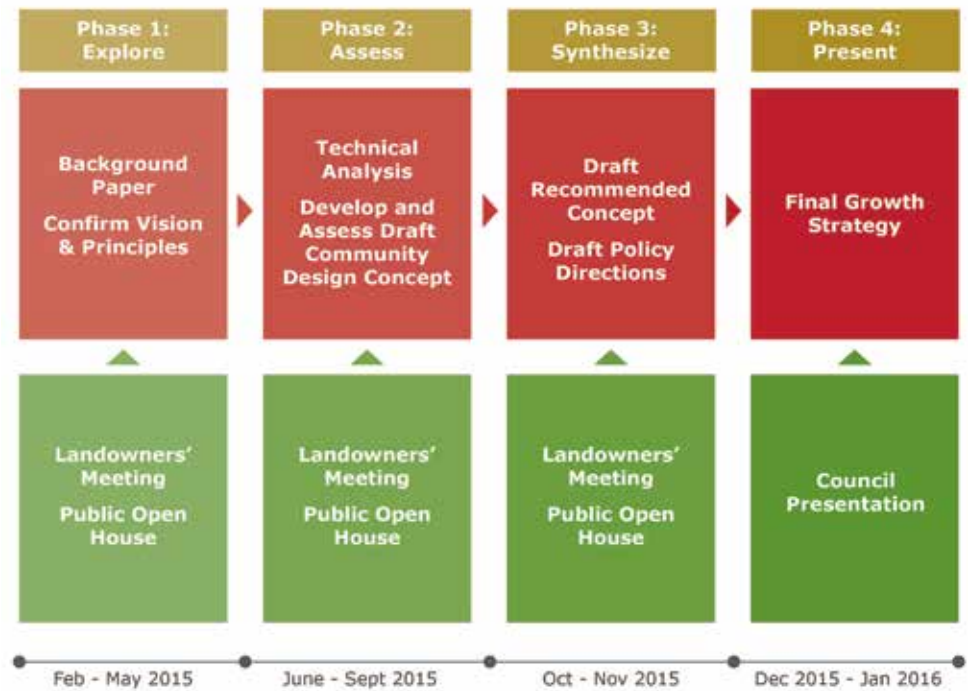 Phase 1:
Explore
Phase 2:
Assess
Phase 3:
Synthesize
Phase 4:
Present
Background
Paper
Confirm Vision
& Principles
Technical
Analysis
Develop and
Assess Draft
Community
Design Concept
Draft
Recommended
Concept
Draft Policy
Directions
Final Growth
Strategy
Landowners’
Meeting
Public Open
House
Landowners’
Meeting
Public Open
House
Landowners’
Meeting
Public Open
House
Council
Presentation
Feb - May 2015
June - Sept 2015
Oct - Nov 2015
Dec 2015 - Jan 2016